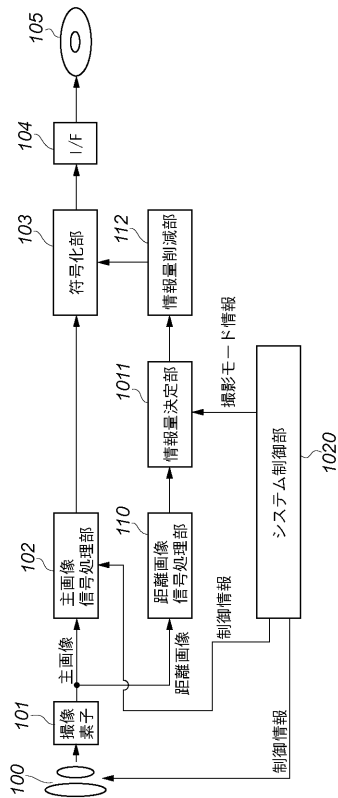 100
101
撮像
素子
主画像
距離画像
102
主画像
信号処理部
110
距離画像
信号処理部
1011
情報量決定部
112
情報量削減部
103
符号化部
104
I/F
105
撮影モード情報
制御情報
制御情報
システム制御部
1020